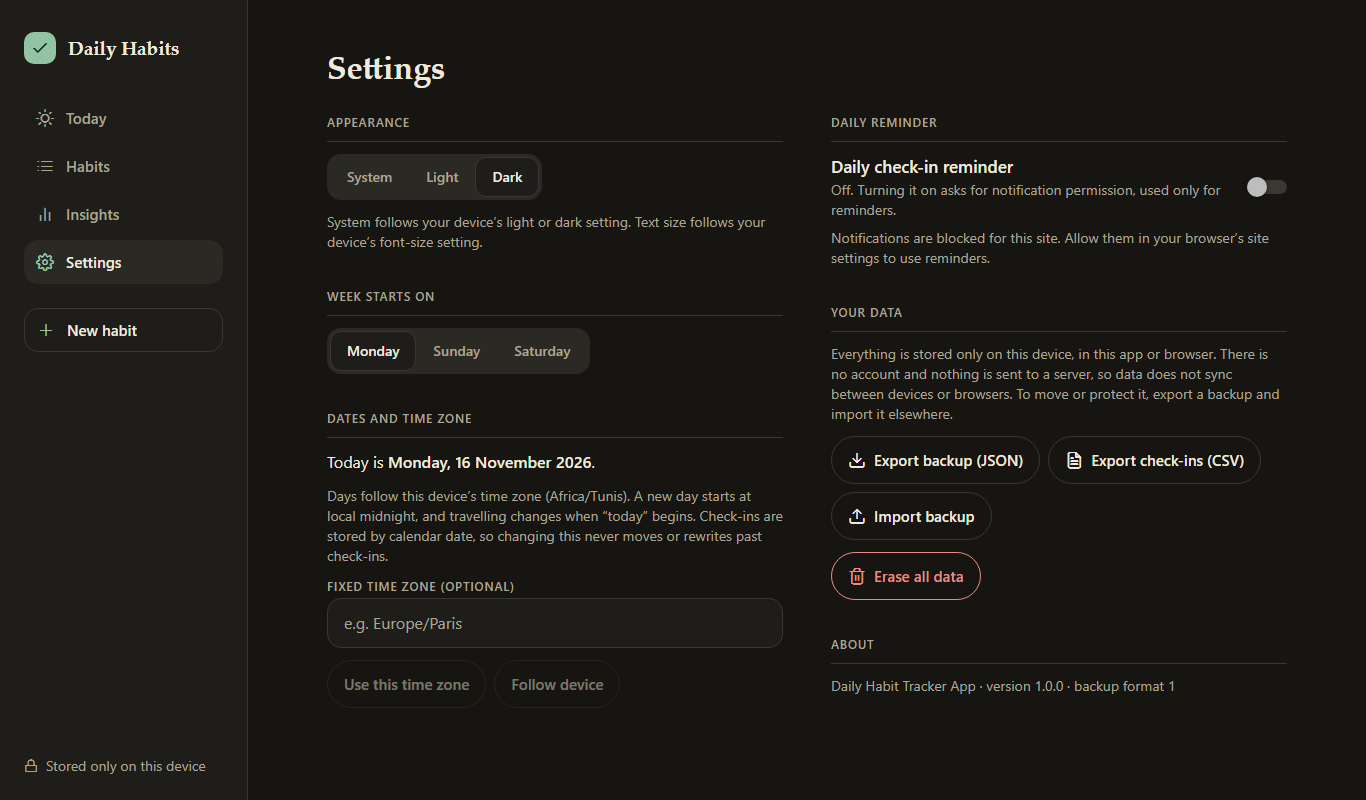 Daily Habits
Today
Habits
Insights
Settings
New habit
Stored only on this device
Settings
APPEARANCE
System Light Dark
System follows your device’s light or dark setting. Text size follows your
device’s font-size setting.
WEEK STARTS ON
Monday Sunday Saturday
DATES AND TIME ZONE
Today is Monday, 16 November 2026.
Days follow this device’s time zone (Africa/Tunis). A new day starts at
local midnight, and travelling changes when “today” begins. Check-ins are
stored by calendar date, so changing this never moves or rewrites past
check-ins.
FIXED TIME ZONE (OPTIONAL)
e.g. Europe/Paris
Use this time zone Follow device
DAILY REMINDER
Daily check-in reminder
Off. Turning it on asks for notification permission, used only for
reminders.
Notifications are blocked for this site. Allow them in your browser’s site
settings to use reminders.
YOUR DATA
Everything is stored only on this device, in this app or browser. There is
no account and nothing is sent to a server, so data does not sync
between devices or browsers. To move or protect it, export a backup and
import it elsewhere.
Export backup (JSON) Export check-ins (CSV)
Import backup
Erase all data
ABOUT
Daily Habit Tracker App · version 1.0.0 · backup format 1